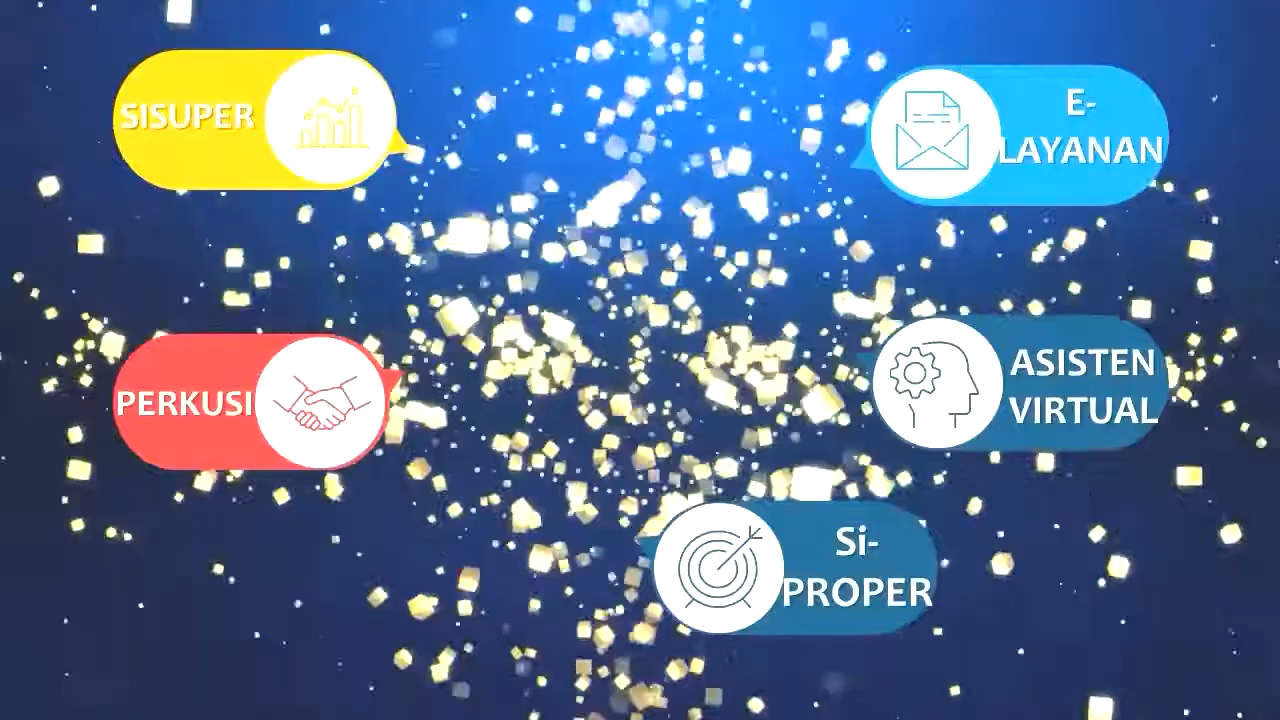 SISUPER
E-
LAYANAN
PERKUSI
ASISTEN
VIRTUAL
Si-
PROPER